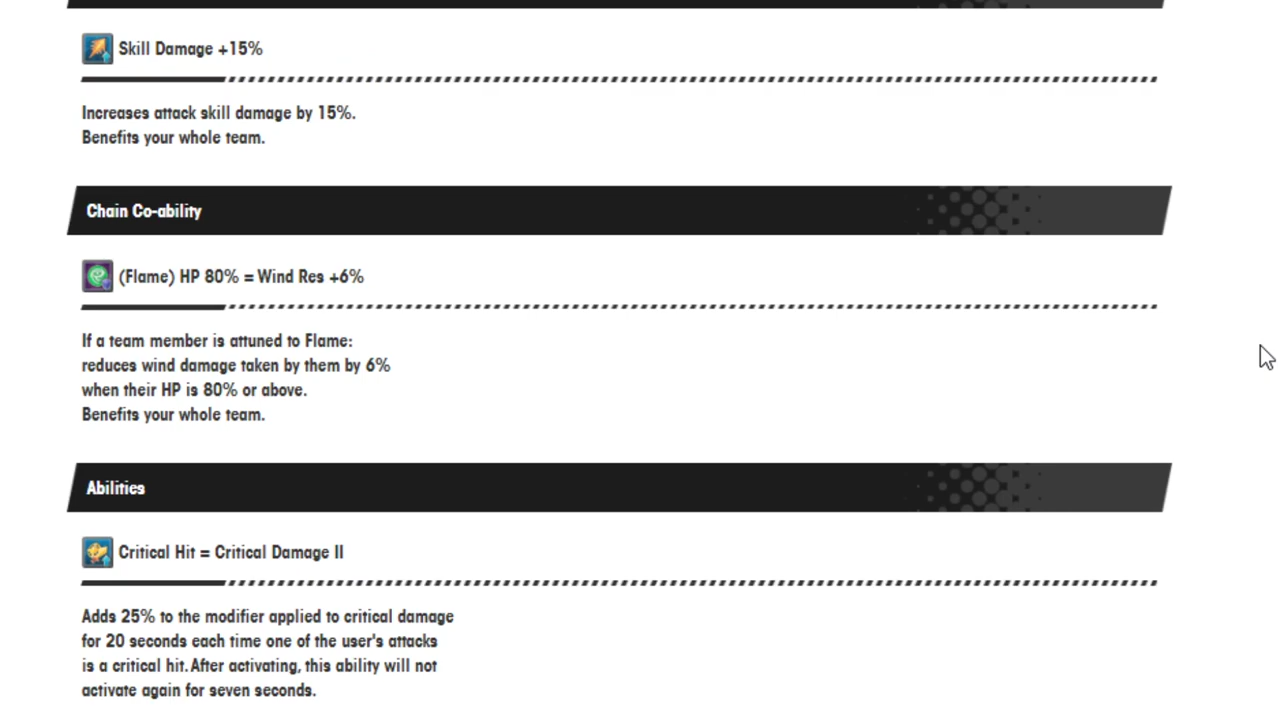 Skill Damage +15%
Increases attack skill damage by 15%.
Benefits your whole team.
Chain Co-ability
(Flame) HP 80% = Wind Res +6%
If a team member is attuned to Flame:
reduces wind damage taken by them by 6%
when their HP is 80% or above.
Benefits your whole team.
Abilities
Critical Hit = Critical Damage II
Adds 25% to the modifier applied to critical damage
for 20 seconds each time one of the user's attacks
is a critical hit. After activating, this ability will not
activate again for seven seconds.